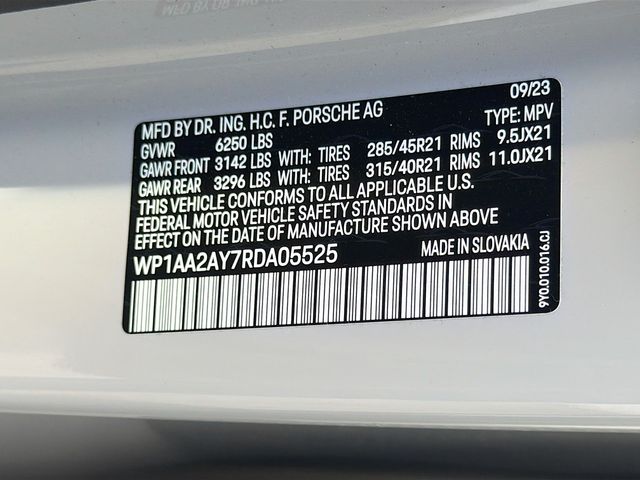 09/23
MFD BY DR. ING. H.C. F. PORSCHE AG
GVWR 6250 LBS TYPE: MPV
GAWR FRONT 3142 LBS WITH: TIRES 285/45R21 RIMS 9.5JX21
GAWR REAR 3296 LBS WITH: TIRES 315/40R21 RIMS 11.0JX21
THIS VEHICLE CONFORMS TO ALL APPLICABLE U.S.
FEDERAL MOTOR VEHICLE SAFETY STANDARDS IN
EFFECT ON THE DATE OF MANUFACTURE SHOWN ABOVE
WP1AA2AY7RDA05525 MADE IN SLOVAKIA
9Y0.010.016.CJ